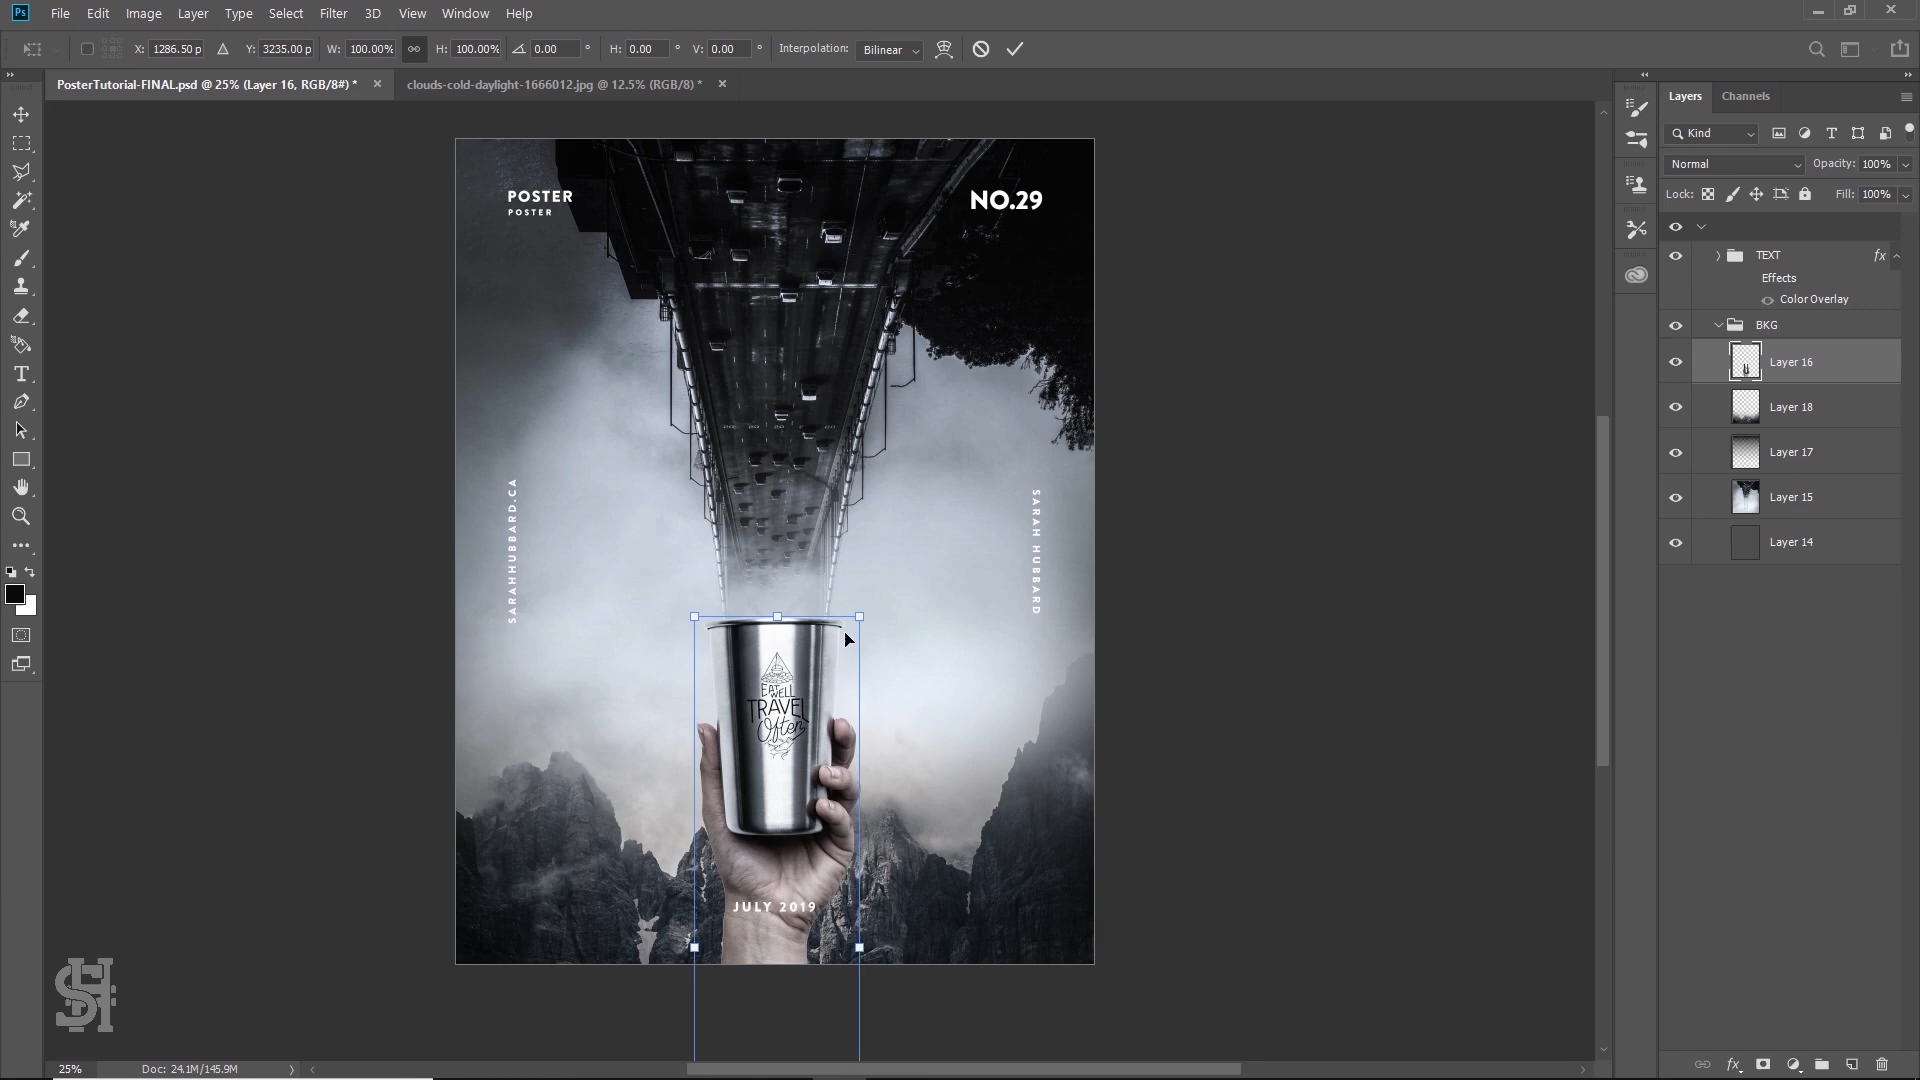 Ps File Edit Image Layer Type Select Filter 3D View Window Help
X: 1286.50 p Y: 3235.00 p W: 100.00% H: 100.00% 0.00 ° H: 0.00 ° V: 0.00 ° Interpolation: Bilinear
PosterTutorial-FINAL.psd @ 25% (Layer 16, RGB/8#) *
clouds-cold-daylight-1666012.jpg @ 12.5% (RGB/8) *
POSTER
POSTER
NO.29
SARAHHUBBARD.CA
SARAH HUBBARD
EAT WELL
TRAVEL
Often
JULY 2019
SH
25% Doc: 24.1M/145.9M
Layers Channels
Kind
Normal Opacity: 100%
Lock: Fill: 100%
TEXT fx
Effects
Color Overlay
BKG
Layer 16
Layer 18
Layer 17
Layer 15
Layer 14
fx